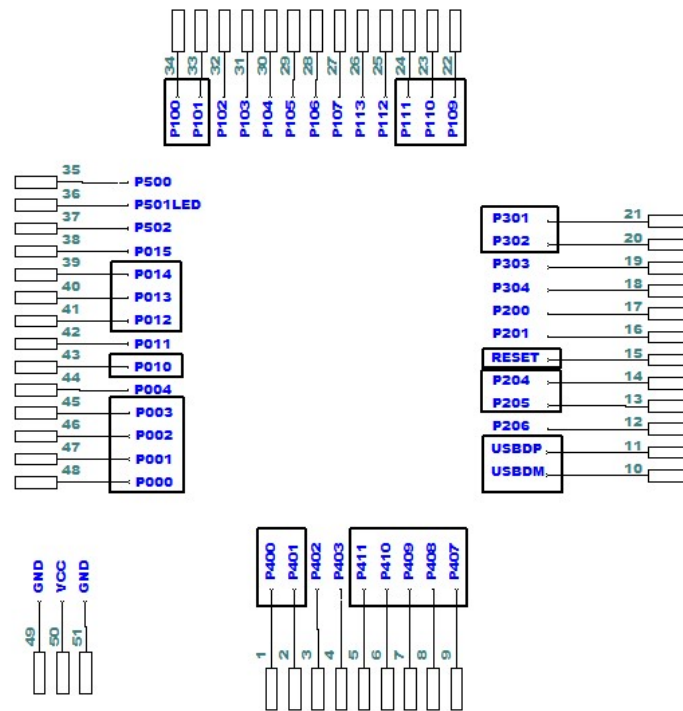 34 33 32 31 30 29 28 27 26 25 24 23 22
P100 P101 P102 P103 P104 P105 P106 P107 P113 P112 P111 P110 P109
35 P500
36 P501LED
37 P502
38 P015
39 P014
40 P013
41 P012
42 P011
43 P010
44 P004
45 P003
46 P002
47 P001
48 P000
P301 21
P302 20
P303 19
P304 18
P200 17
P201 16
RESET 15
P204 14
P205 13
P206 12
USBDP 11
USBDM 10
GND VCC GND
49 50 51
P400 P401 P402 P403 P411 P410 P409 P408 P407
1 2 3 4 5 6 7 8 9